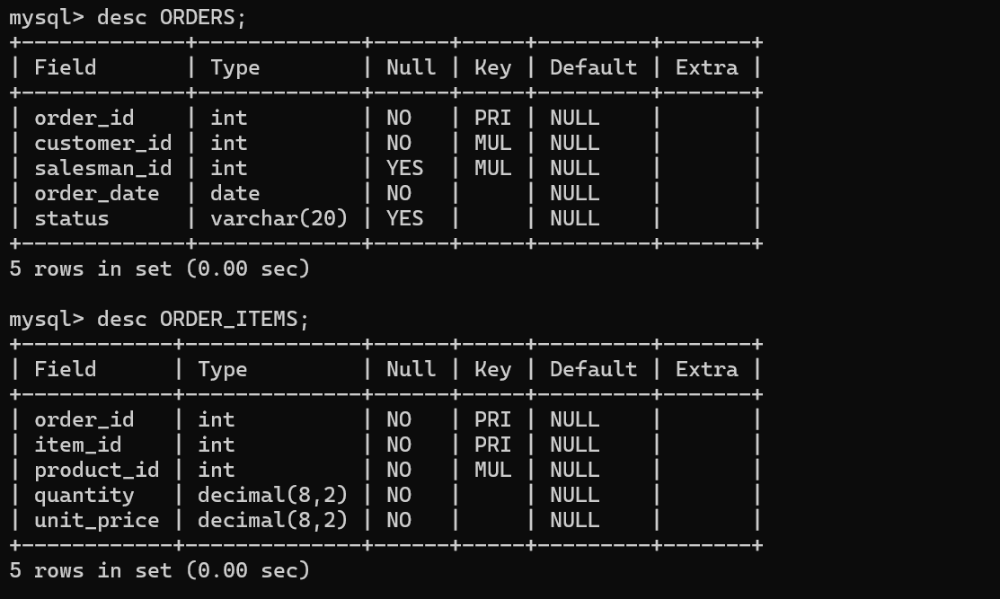 mysql> desc ORDERS;
+-------------+-------------+------+-----+---------+-------+
| Field       | Type        | Null | Key | Default | Extra |
+-------------+-------------+------+-----+---------+-------+
| order_id    | int         | NO   | PRI | NULL    |       |
| customer_id | int         | NO   | MUL | NULL    |       |
| salesman_id | int         | YES  | MUL | NULL    |       |
| order_date  | date        | NO   |     | NULL    |       |
| status      | varchar(20) | YES  |     | NULL    |       |
+-------------+-------------+------+-----+---------+-------+
5 rows in set (0.00 sec)
mysql> desc ORDER_ITEMS;
+------------+--------------+------+-----+---------+-------+
| Field      | Type         | Null | Key | Default | Extra |
+------------+--------------+------+-----+---------+-------+
| order_id   | int          | NO   | PRI | NULL    |       |
| item_id    | int          | NO   | PRI | NULL    |       |
| product_id | int          | NO   | MUL | NULL    |       |
| quantity   | decimal(8,2) | NO   |     | NULL    |       |
| unit_price | decimal(8,2) | NO   |     | NULL    |       |
+------------+--------------+------+-----+---------+-------+
5 rows in set (0.00 sec)